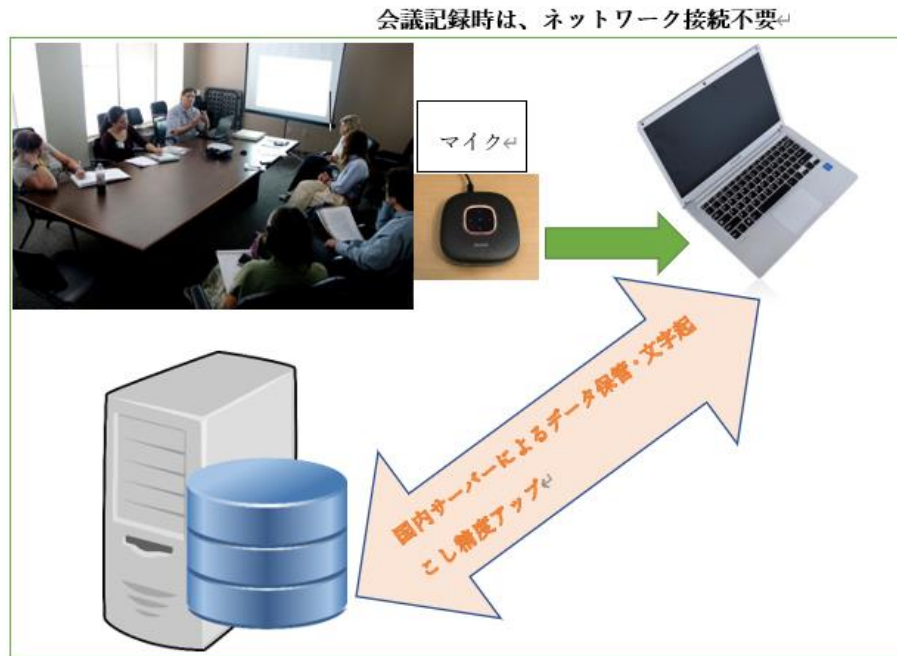 会議記録時は、ネットワーク接続不要↵
マイク↵
国内サーバーによるデータ保管・文字起
こし精度アップ↵